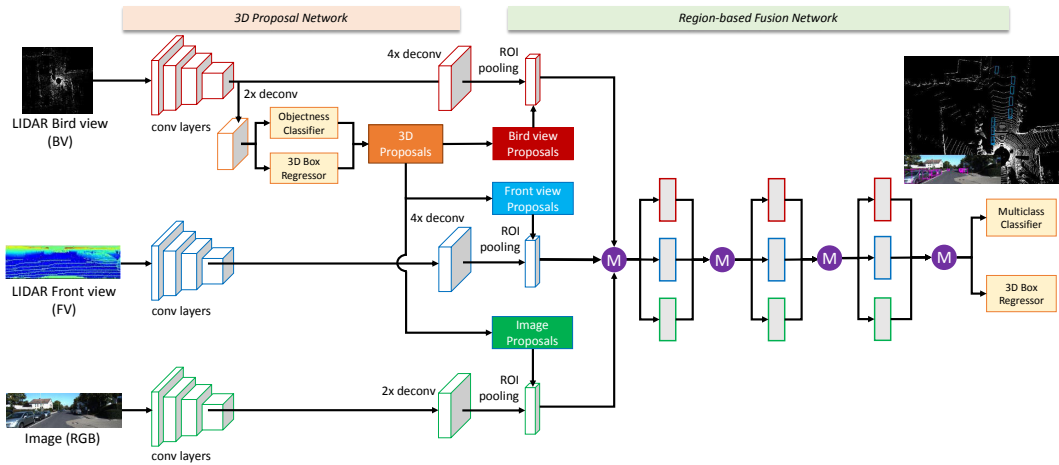 3D Proposal Network
Region-based Fusion Network
4x deconv
ROI
pooling
2x deconv
LIDAR Bird view
(BV)
conv layers
Objectness
Classifier
3D Box
Regressor
3D
Proposals
Bird view
Proposals
Front view
Proposals
4x deconv
ROI
pooling
LIDAR Front view
(FV)
conv layers
M
M
M
M
Multiclass
Classifier
3D Box
Regressor
Image
Proposals
2x deconv
ROI
pooling
Image (RGB)
conv layers